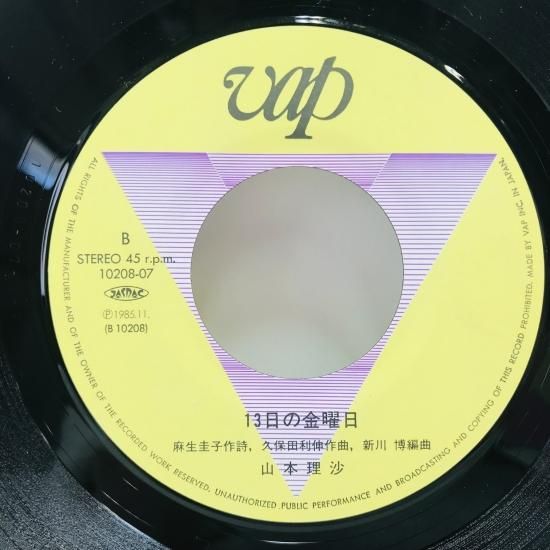 vap
B
STEREO 45 r.p.m.
10208-07
JASRAC
Ⓟ1985.11.
(B 10208)
13日の金曜日
麻生圭子作詩, 久保田利伸作曲, 新川 博編曲
山本理沙
ALL RIGHTS OF THE MANUFACTURER AND OF THE OWNER OF THE RECORDED WORK RESERVED. UNAUTHORIZED PUBLIC PERFORMANCE AND BROADCASTING AND COPYING OF THIS RECORD PROHIBITED. MADE BY VAP INC. IN JAPAN.